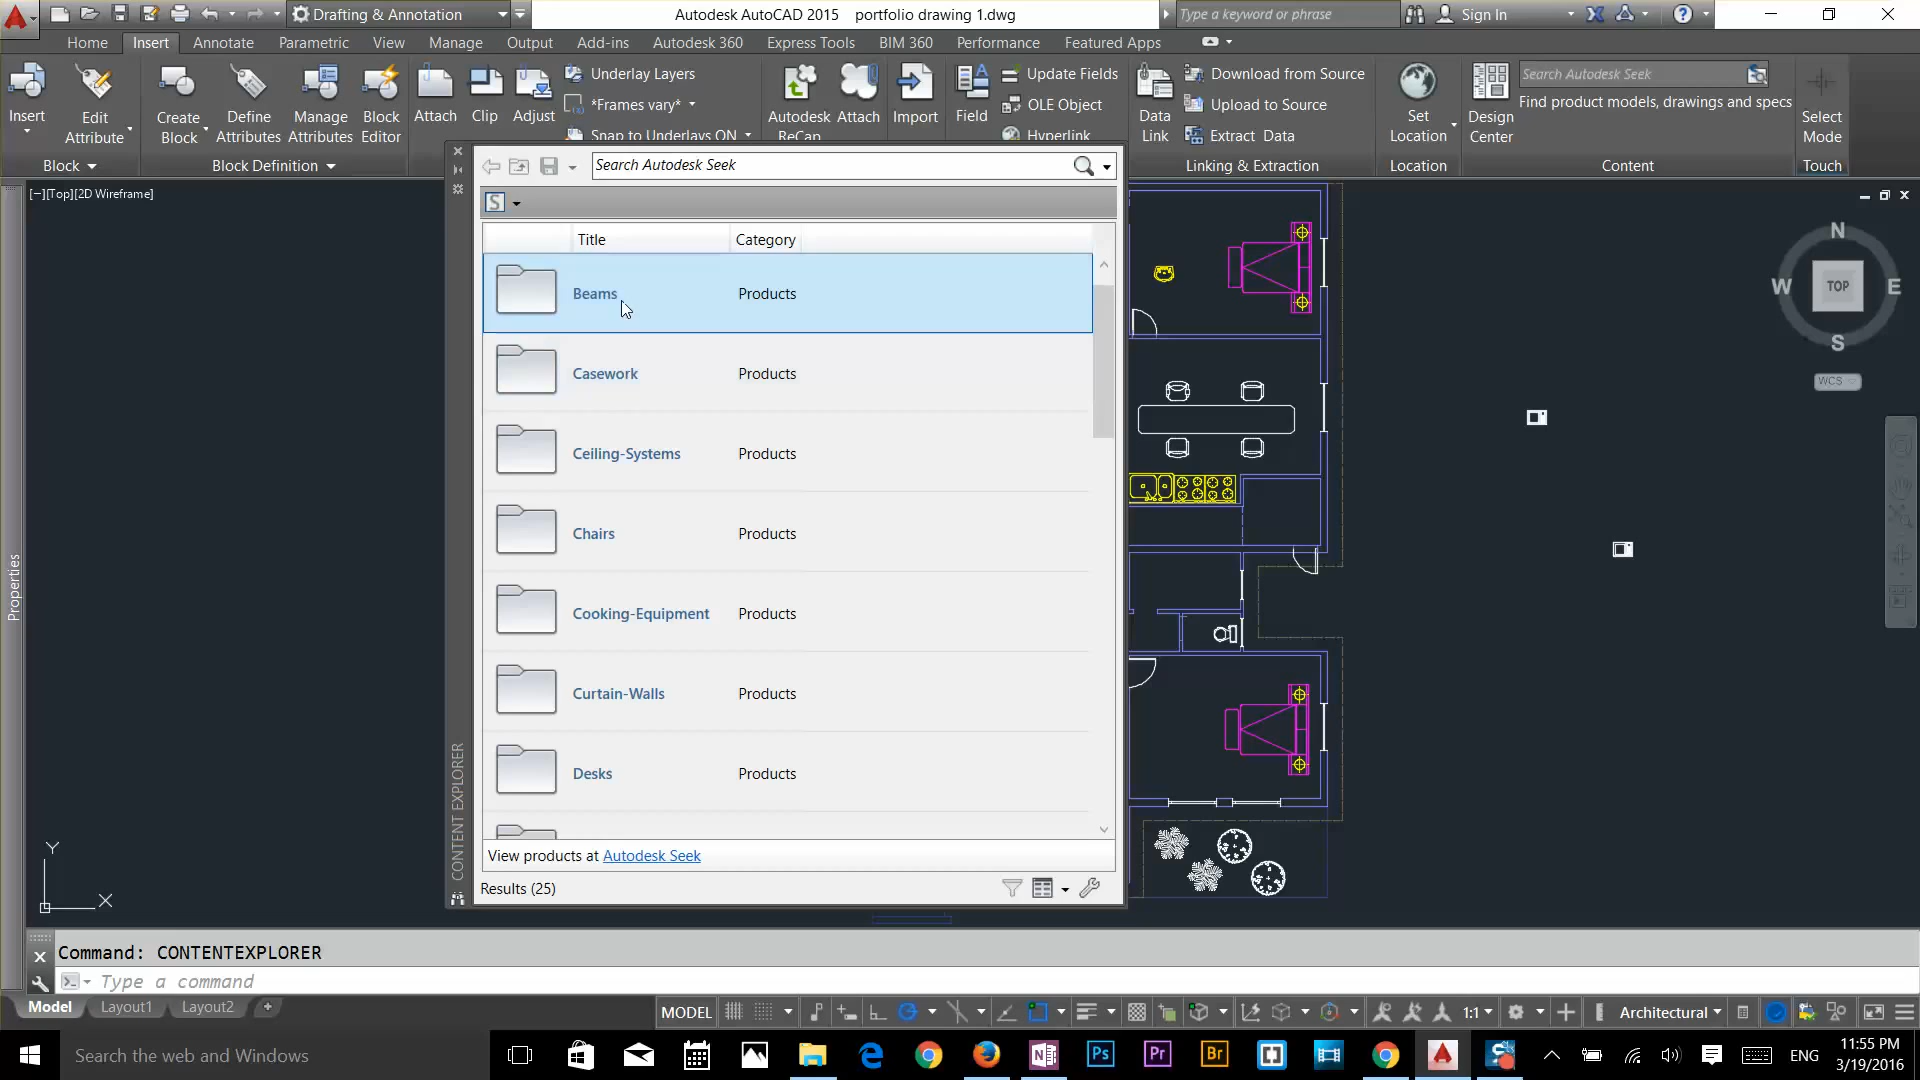 Drafting & Annotation
Autodesk AutoCAD 2015 portfolio drawing 1.dwg
Type a keyword or phrase
Sign In
Home Insert Annotate Parametric View Manage Output Add-ins Autodesk 360 Express Tools BIM 360 Performance Featured Apps
Insert
Edit Attribute
Create Block
Define Attributes
Manage Attributes
Block Editor
Attach
Clip
Adjust
Underlay Layers
*Frames vary*
Snap to Underlays ON
Autodesk ReCap
Attach
Import
Field
Update Fields
OLE Object
Hyperlink
Data Link
Download from Source
Upload to Source
Extract Data
Set Location
Design Center
Search Autodesk Seek
Find product models, drawings and specs
Select Mode
Block
Block Definition
Linking & Extraction
Location
Content
Touch
[−][Top][2D Wireframe]
Search Autodesk Seek
S
Title Category
Beams Products
Casework Products
Ceiling-Systems Products
Chairs Products
Cooking-Equipment Products
Curtain-Walls Products
Desks Products
View products at Autodesk Seek
Results (25)
CONTENT EXPLORER
Properties
N
W TOP E
S
WCS
Y
X
Command: CONTENTEXPLORER
Type a command
Model Layout1 Layout2
MODEL
1:1
Architectural
Search the web and Windows
Ps
Pr
Br
ENG
11:55 PM
3/19/2016